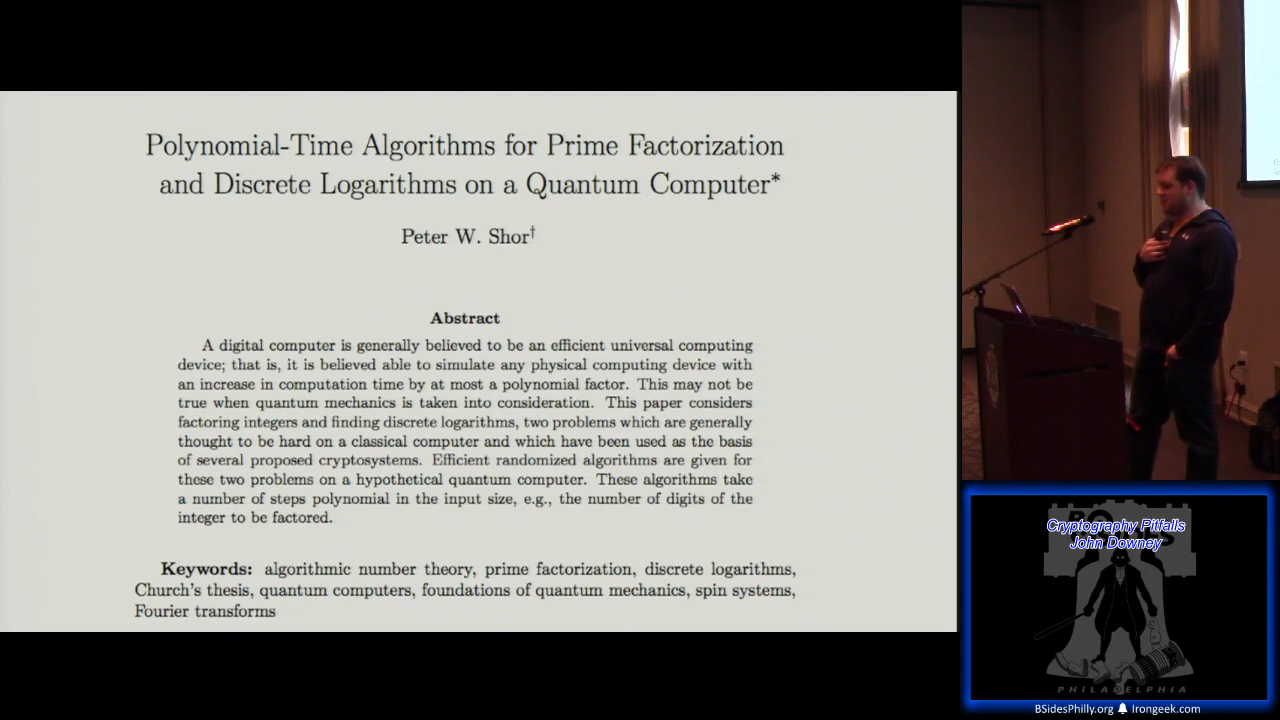 Polynomial-Time Algorithms for Prime Factorization
and Discrete Logarithms on a Quantum Computer*
Peter W. Shor†
Abstract
A digital computer is generally believed to be an efficient universal computing
device; that is, it is believed able to simulate any physical computing device with
an increase in computation time by at most a polynomial factor. This may not be
true when quantum mechanics is taken into consideration. This paper considers
factoring integers and finding discrete logarithms, two problems which are generally
thought to be hard on a classical computer and which have been used as the basis
of several proposed cryptosystems. Efficient randomized algorithms are given for
these two problems on a hypothetical quantum computer. These algorithms take
a number of steps polynomial in the input size, e.g., the number of digits of the
integer to be factored.
Keywords: algorithmic number theory, prime factorization, discrete logarithms,
Church's thesis, quantum computers, foundations of quantum mechanics, spin systems,
Fourier transforms
Cryptography Pitfalls
John Downey
PHILADELPHIA
BSidesPhilly.org Irongeek.com